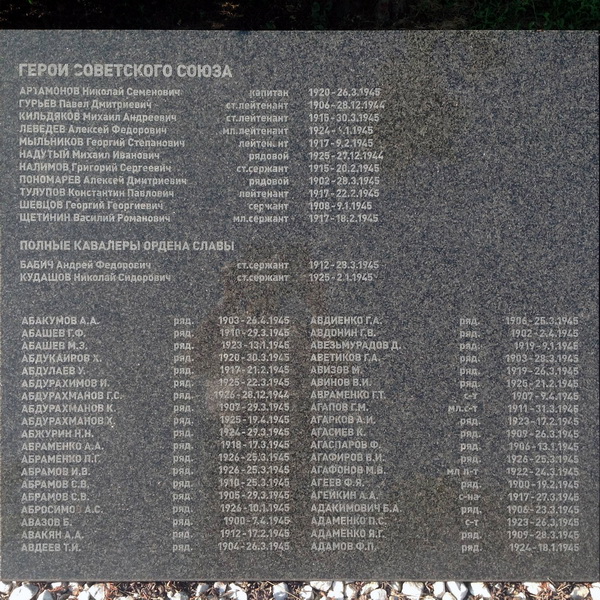 ГЕРОИ СОВЕТСКОГО СОЮЗА
АРТАМОНОВ Николай Семенович капитан 1920-26.3.1945
ГУРЬЕВ Павел Дмитриевич ст.лейтенант 1906-28.12.1944
КИЛЬДЯКОВ Михаил Андреевич ст.лейтенант 1915-30.3.1945
ЛЕБЕДЕВ Алексей Федорович мл.лейтенант 1924-4.1.1945
МЫЛЬНИКОВ Георгий Степанович лейтенант 1917-9.2.1945
НАДУТЫЙ Михаил Иванович рядовой 1925-27.12.1944
НАЛИМОВ Григорий Сергеевич ст.сержант 1915-20.2.1945
ПОНОМАРЕВ Алексей Дмитриевич рядовой 1902-28.3.1945
ТУЛУПОВ Константин Павлович лейтенант 1917-22.2.1945
ШЕВЦОВ Георгий Георгиевич сержант 1908-9.1.1945
ЩЕТИНИН Василий Романович мл.сержант 1917-18.2.1945
ПОЛНЫЕ КАВАЛЕРЫ ОРДЕНА СЛАВЫ
БАБИЧ Андрей Федорович ст.сержант 1912-28.3.1945
КУДАШОВ Николай Сидорович ст.сержант 1925-2.1.1945
АБАКУМОВ А.А. ряд. 1903-26.4.1945
АБАШЕВ Т.Ф. ряд. 1910-29.3.1945
АБАШЕВ М.З. ряд. 1923-13.1.1945
АБДУКАИРОВ Х. ряд. 1920-30.3.1945
АБДУЛАЕВ У. ряд. 1917-21.2.1945
АБДУРАХИМОВ И. ряд. 1925-22.3.1945
АБДУРАХМАНОВ Г.С. ряд. 1926-28.12.1944
АБДУРАХМАНОВ К. ряд. 1907-29.3.1945
АБДУРАХМАНОВ Х. ряд. 1925-19.4.1945
АБЖУРИН Н.Н. ряд. 1924-29.3.1945
АБРАМЕНКО А.А. ряд. 1918-17.3.1945
АБРАМЕНКО Л.Г. ряд. 1926-25.3.1945
АБРАМОВ И.В. ряд. 1926-25.3.1945
АБРАМОВ С.В. ряд. 1910-25.3.1945
АБРАМОВ С.В. ряд. 1905-29.3.1945
АБРОСИМОВ А.С. ряд. 1926-10.1.1945
АВАЗОВ Б. ряд. 1900-7.4.1945
АВАКЯН А.А. ряд. 1912-17.2.1945
АВДЕЕВ Т.И. ряд. 1904-26.3.1945
АВДИЕНКО Г.А. ряд. 1906-25.3.1945
АВДОНИН Г.В. ряд. 1902-2.4.1945
АВЕЗЬМУРАДОВ Д. ряд. 1919-9.1.1945
АВЕТИКОВ Г.А. ряд. 1903-28.3.1945
АВИЗОВ М. ряд. 1919-26.3.1945
АВИНОВ В.И. ряд. 1925-21.2.1945
АВРАМЕНКО Г.Т. с-т 1907-9.4.1945
АГАПОВ Г.М. мл.с-т 1911-31.3.1945
АГАРКОВ А.И. ряд. 1923-17.2.1945
АГАСИЕВ К. ряд. 1909-26.3.1945
АГАСПАРОВ Ф. ряд. 1906-13.1.1945
АГАФИРОВ В.И. ряд. 1926-25.3.1945
АГАФОНОВ М.В. мл л-т 1922-24.3.1945
АГЕЕВ Ф.Я. ряд. 1900-19.2.1945
АГЕЙКИН А.А. с-на 1917-27.3.1945
АДАКИМОВИЧ Б.А. ряд. 1906-23.3.1945
АДАМЕНКО П.С. с-т 1923-26.3.1945
АДАМЕНКО Я.Г. ряд. 1909-28.3.1945
АДАМОВ Ф.П. ряд. 1924-18.1.1945